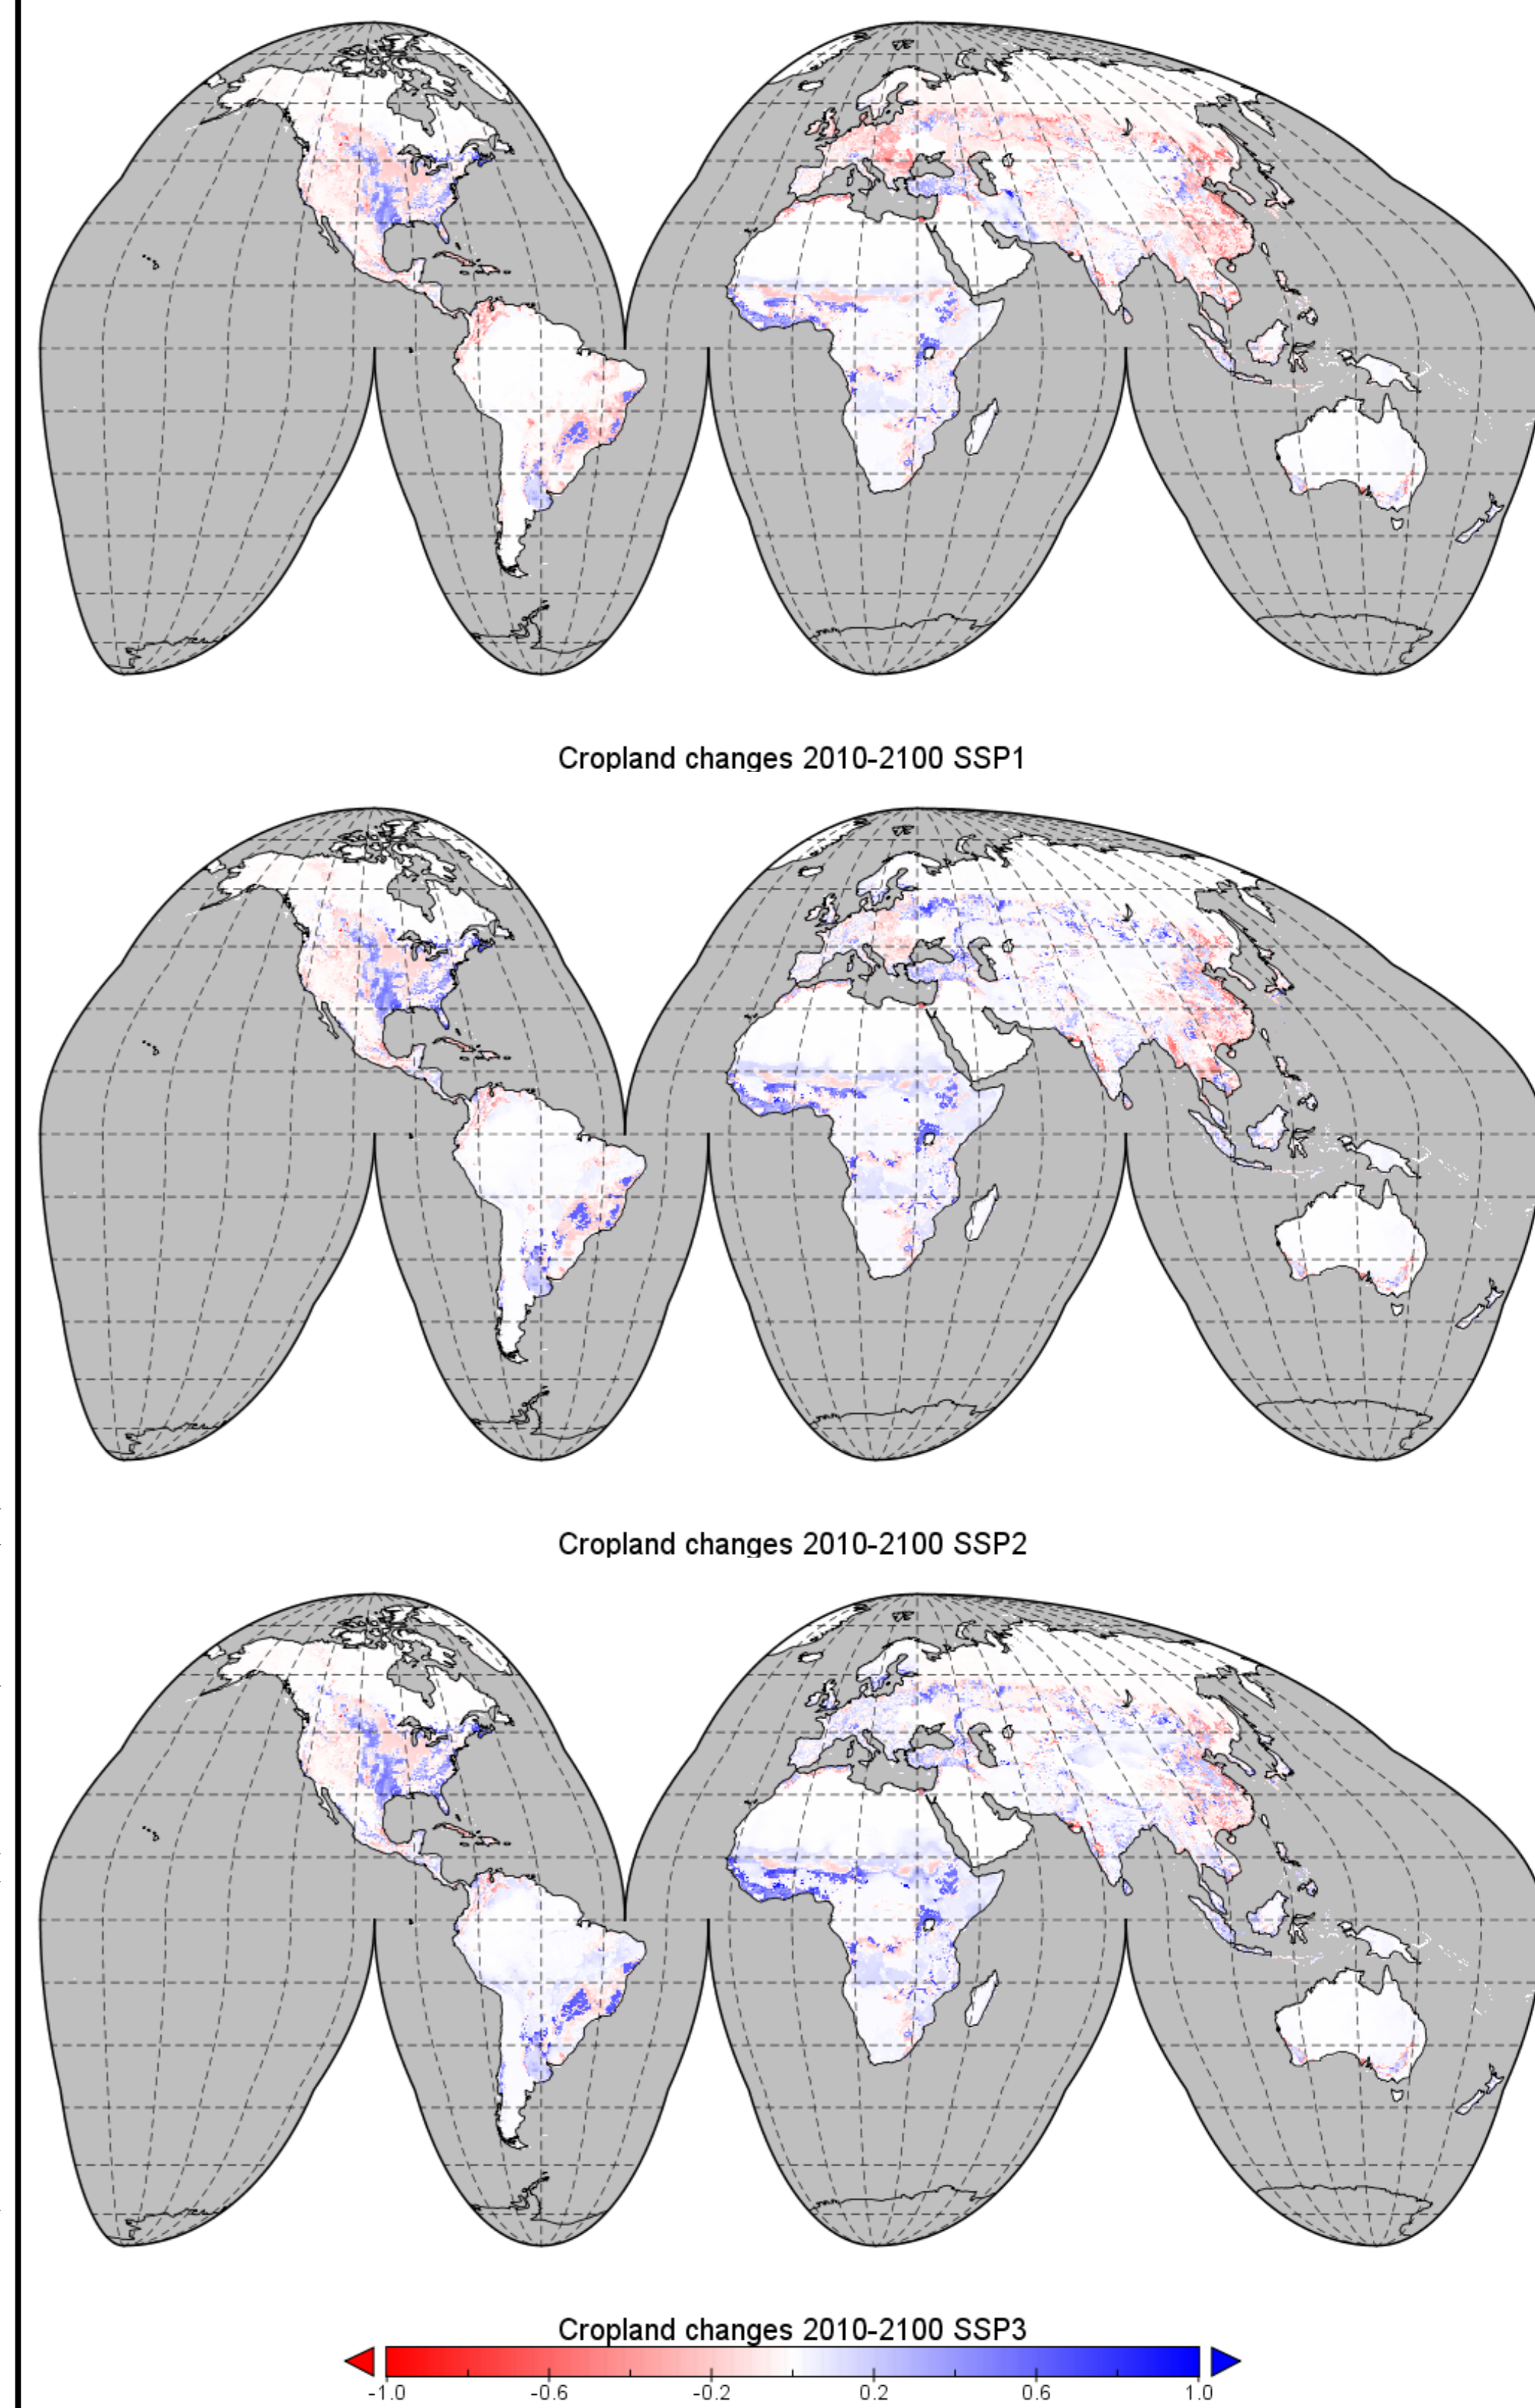 Cropland changes 2010-2100 SSP1
Cropland changes 2010-2100 SSP2
Cropland changes 2010-2100 SSP3
-1.0 -0.6 -0.2 0.2 0.6 1.0